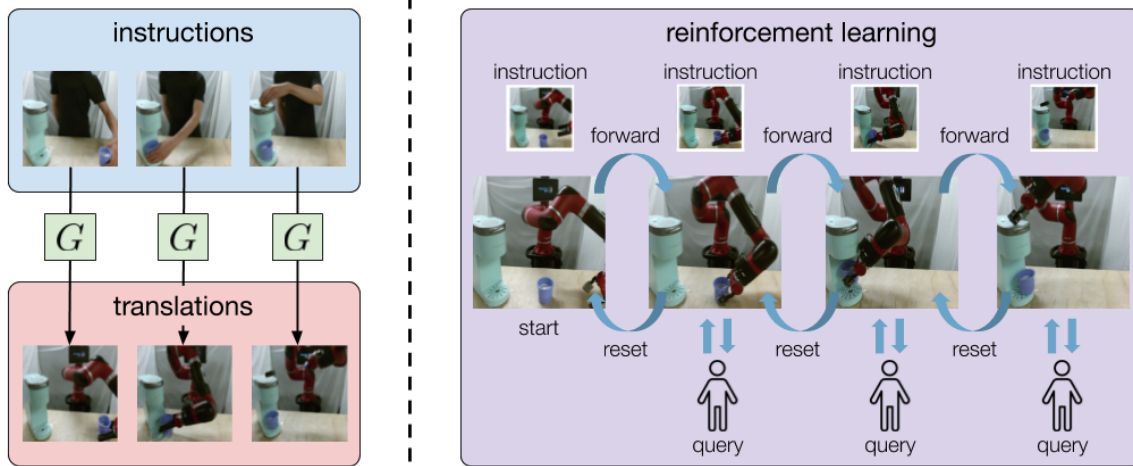 instructions
G
G
G
translations
reinforcement learning
instruction
instruction
instruction
instruction
forward
forward
forward
start
reset
reset
reset
query
query
query